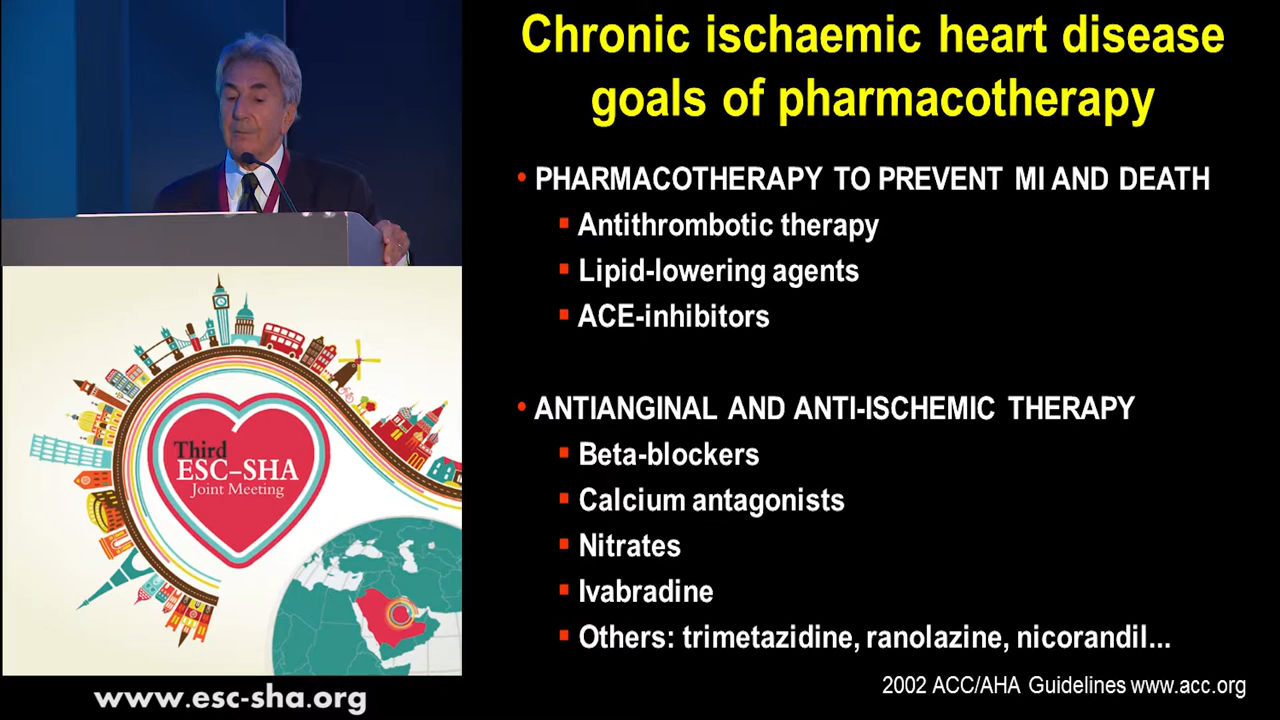 Chronic ischaemic heart disease
goals of pharmacotherapy
• PHARMACOTHERAPY TO PREVENT MI AND DEATH
▪ Antithrombotic therapy
▪ Lipid-lowering agents
▪ ACE-inhibitors
• ANTIANGINAL AND ANTI-ISCHEMIC THERAPY
▪ Beta-blockers
▪ Calcium antagonists
▪ Nitrates
▪ Ivabradine
▪ Others: trimetazidine, ranolazine, nicorandil...
2002 ACC/AHA Guidelines www.acc.org
Third
ESC-SHA
Joint Meeting
www.esc-sha.org